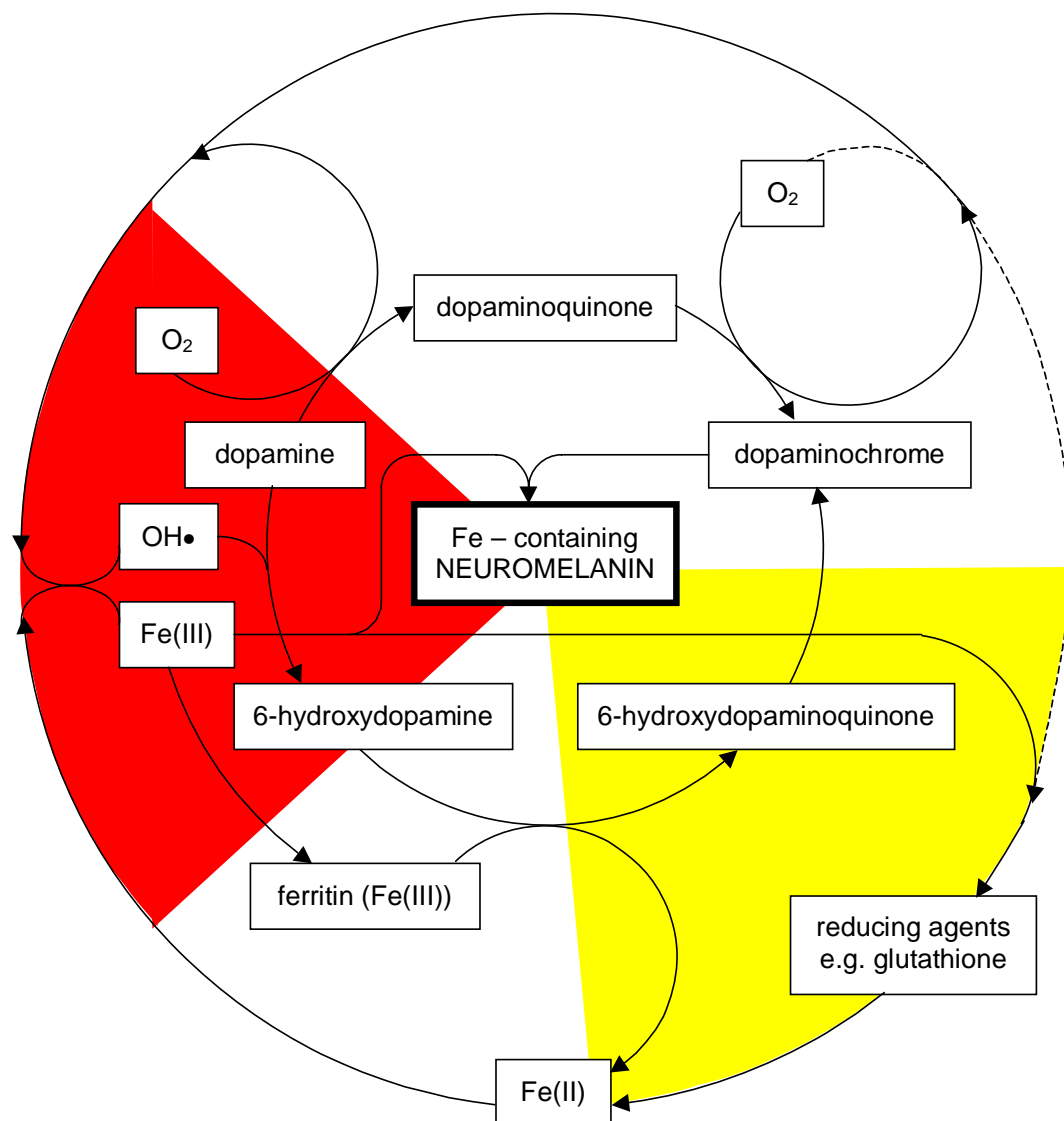 O₂
dopaminoquinone
O₂
dopamine
dopaminochrome
OH●
Fe – containing
NEUROMELANIN
Fe(III)
6-hydroxydopamine
6-hydroxydopaminoquinone
ferritin (Fe(III))
reducing agents
e.g. glutathione
Fe(II)